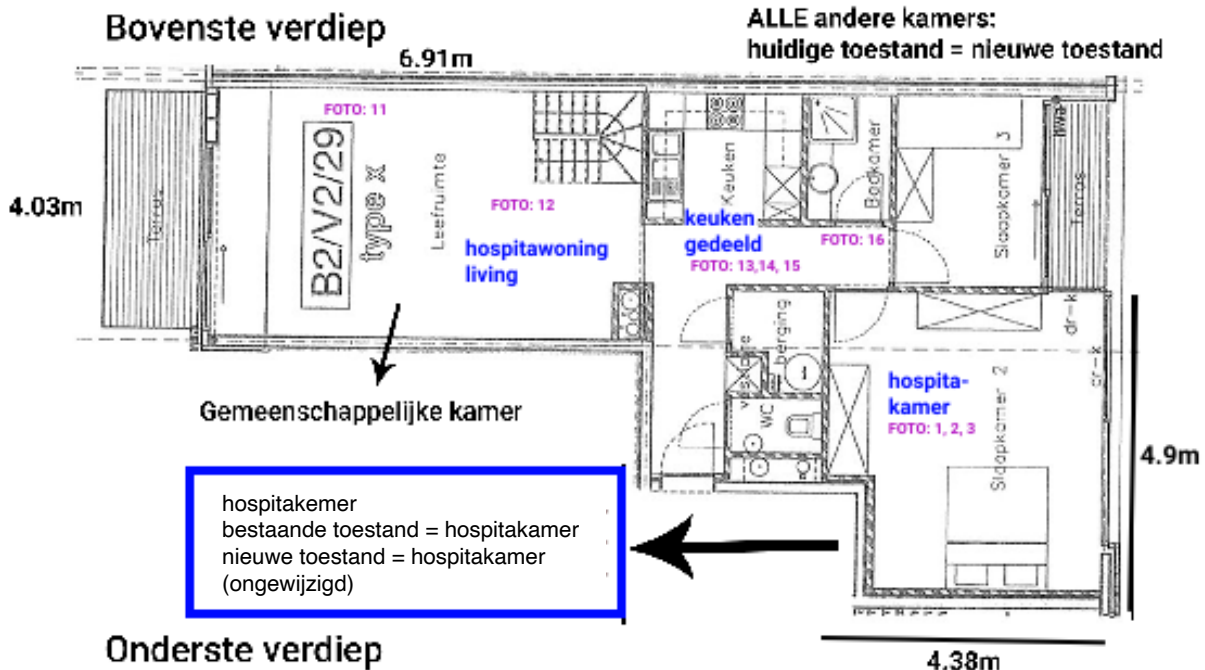 Bovenste verdiep
ALLE andere kamers:
huidige toestand = nieuwe toestand
6.91m
4.03m
Terras
FOTO: 11
B2/V2/29
type x
Leefruimte
FOTO: 12
hospitawoning
living
Keuken
keuken
gedeeld
FOTO: 13,14, 15
Badkamer
FOTO: 16
Slaapkamer 3
Terras
dr-k
dr-k
berging
WC
hospita-
kamer
FOTO: 1, 2, 3
Slaapkamer 2
4.9m
Gemeenschappelijke kamer
hospitakemer
bestaande toestand = hospitakamer
nieuwe toestand = hospitakamer
(ongewijzigd)
Onderste verdiep
4.38m